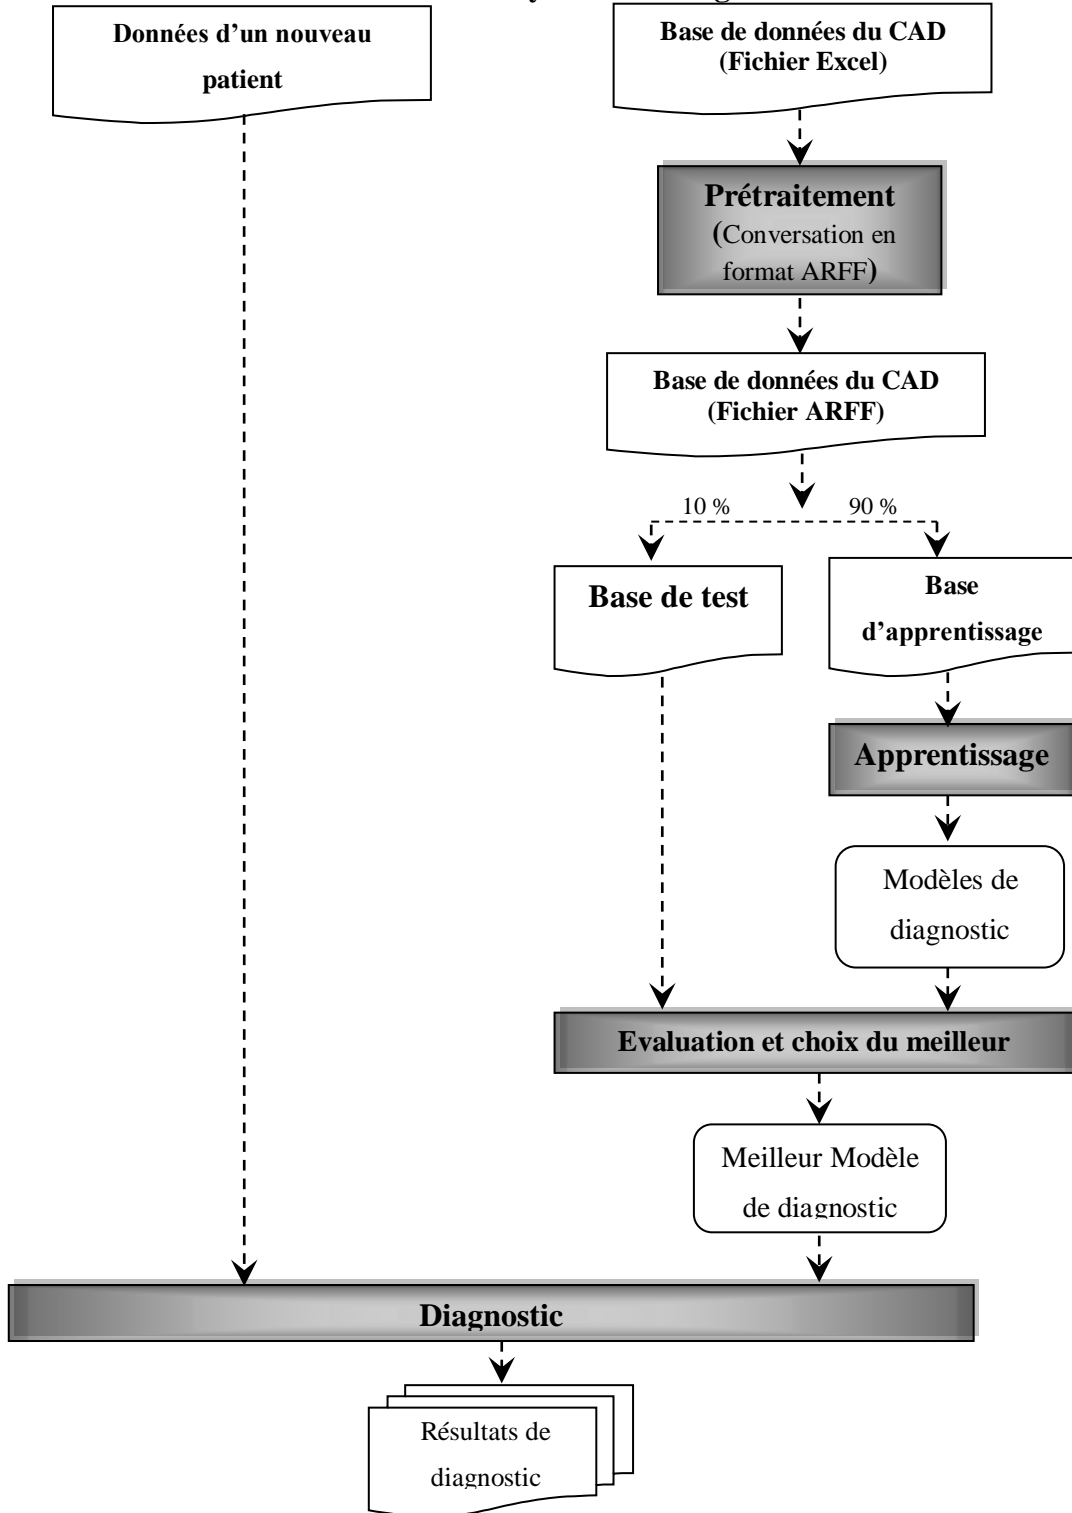 Données d’un nouveau
patient
Base de données du CAD
(Fichier Excel)
Prétraitement
(Conversation en
format ARFF)
Base de données du CAD
(Fichier ARFF)
10 %
90 %
Base de test
Base
d’apprentissage
Apprentissage
Modèles de
diagnostic
Evaluation et choix du meilleur
Meilleur Modèle
de diagnostic
Diagnostic
Résultats de
diagnostic